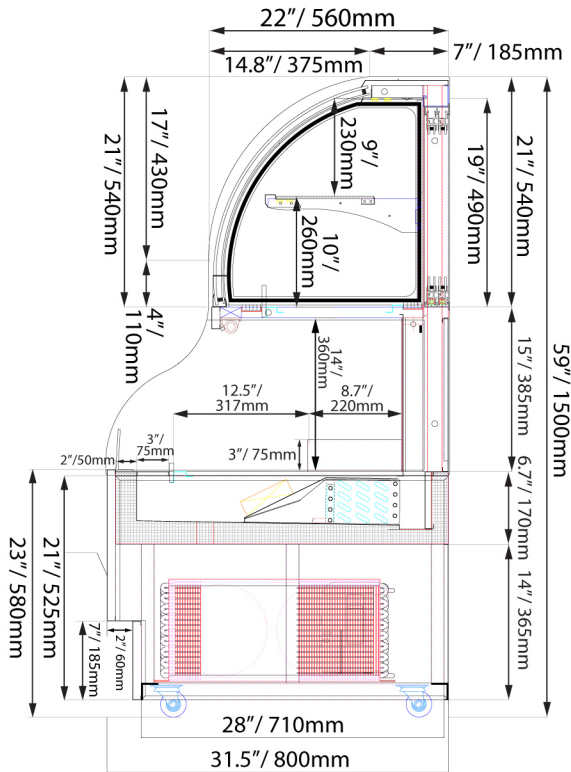 22”/ 560mm
7”/ 185mm
14.8”/ 375mm
21”/ 540mm
17”/ 430mm
4”/
110mm
9”/
230mm
10”/
260mm
19”/ 490mm
21”/ 540mm
59”/ 1500mm
14”/
360mm
15”/ 385mm
12.5”/
317mm
8.7”/
220mm
3”/ 75mm
3”/
75mm
2”/50mm
6.7”/ 170mm
23”/ 580mm
21”/ 525mm
7”/ 185mm
2”/ 60mm
14”/ 365mm
28”/ 710mm
31.5”/ 800mm